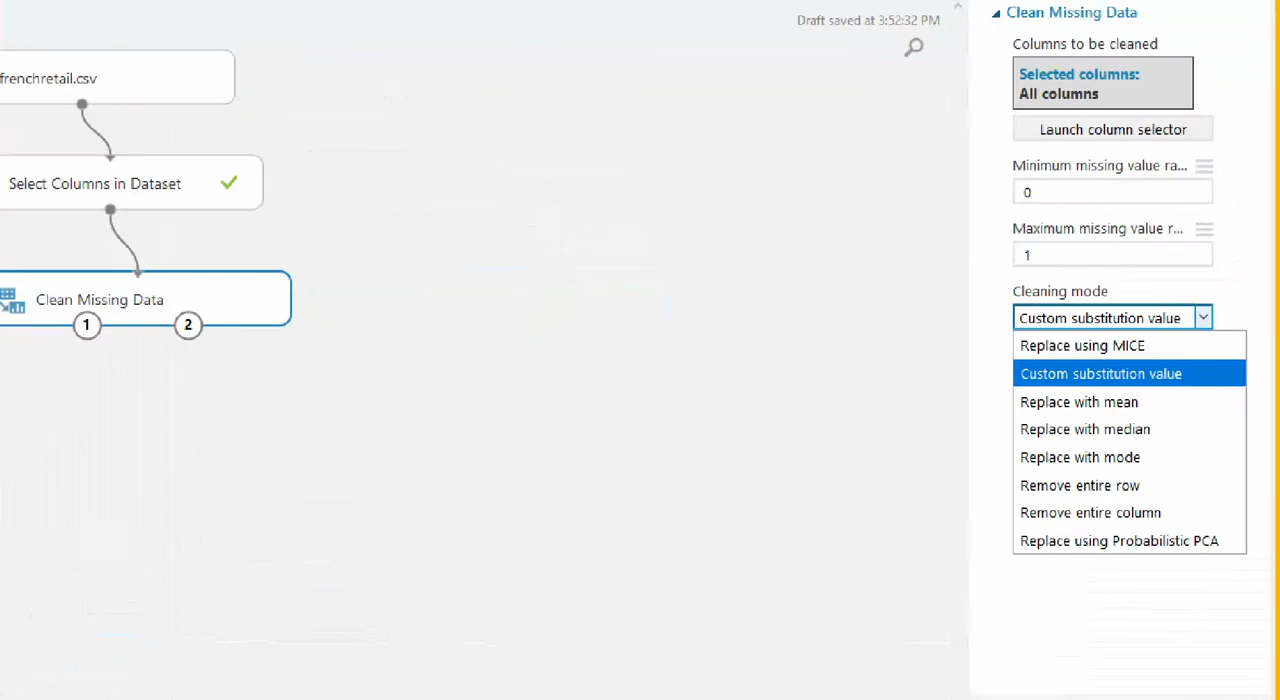 Draft saved at 3:52:32 PM
frenchretail.csv
Select Columns in Dataset
Clean Missing Data
1
2
Clean Missing Data
Columns to be cleaned
Selected columns:
All columns
Launch column selector
Minimum missing value ra...
0
Maximum missing value r...
1
Cleaning mode
Custom substitution value
Replace using MICE
Custom substitution value
Replace with mean
Replace with median
Replace with mode
Remove entire row
Remove entire column
Replace using Probabilistic PCA